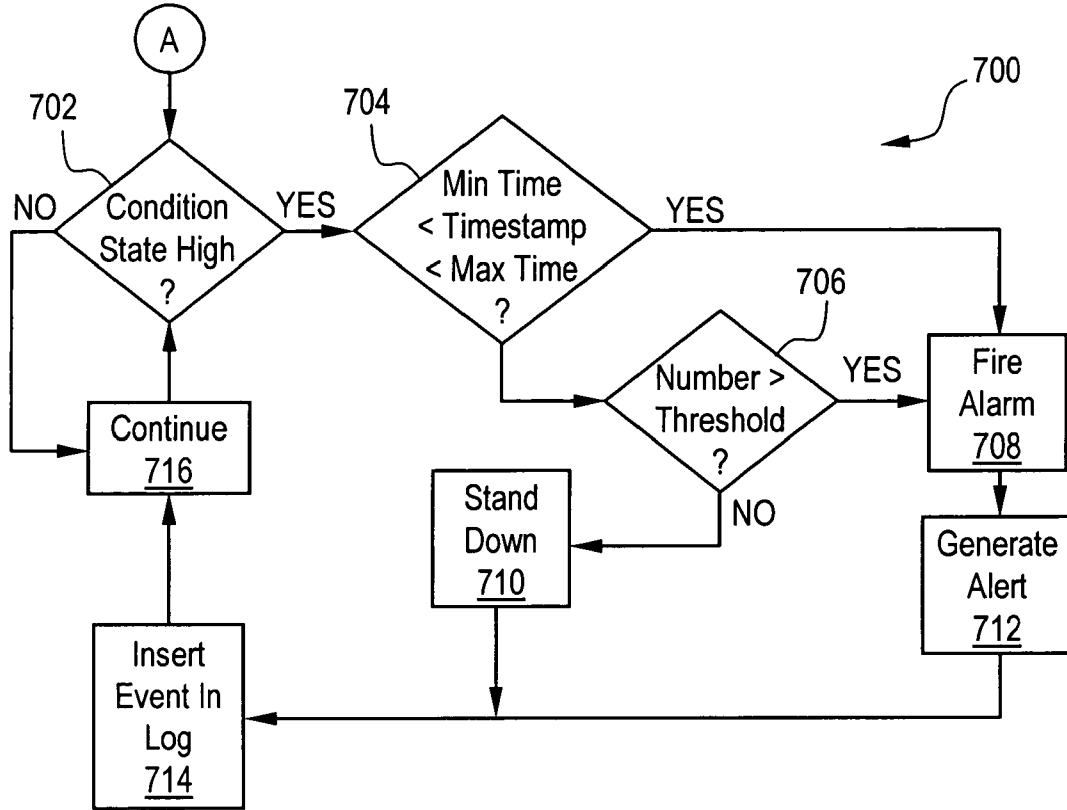 A
702
704
700
NO
Condition
State High
?
YES
Min Time
< Timestamp
< Max Time
?
YES
706
Number >
Threshold
?
YES
NO
Fire
Alarm
708
Continue
716
Stand
Down
710
Generate
Alert
712
Insert
Event In
Log
714